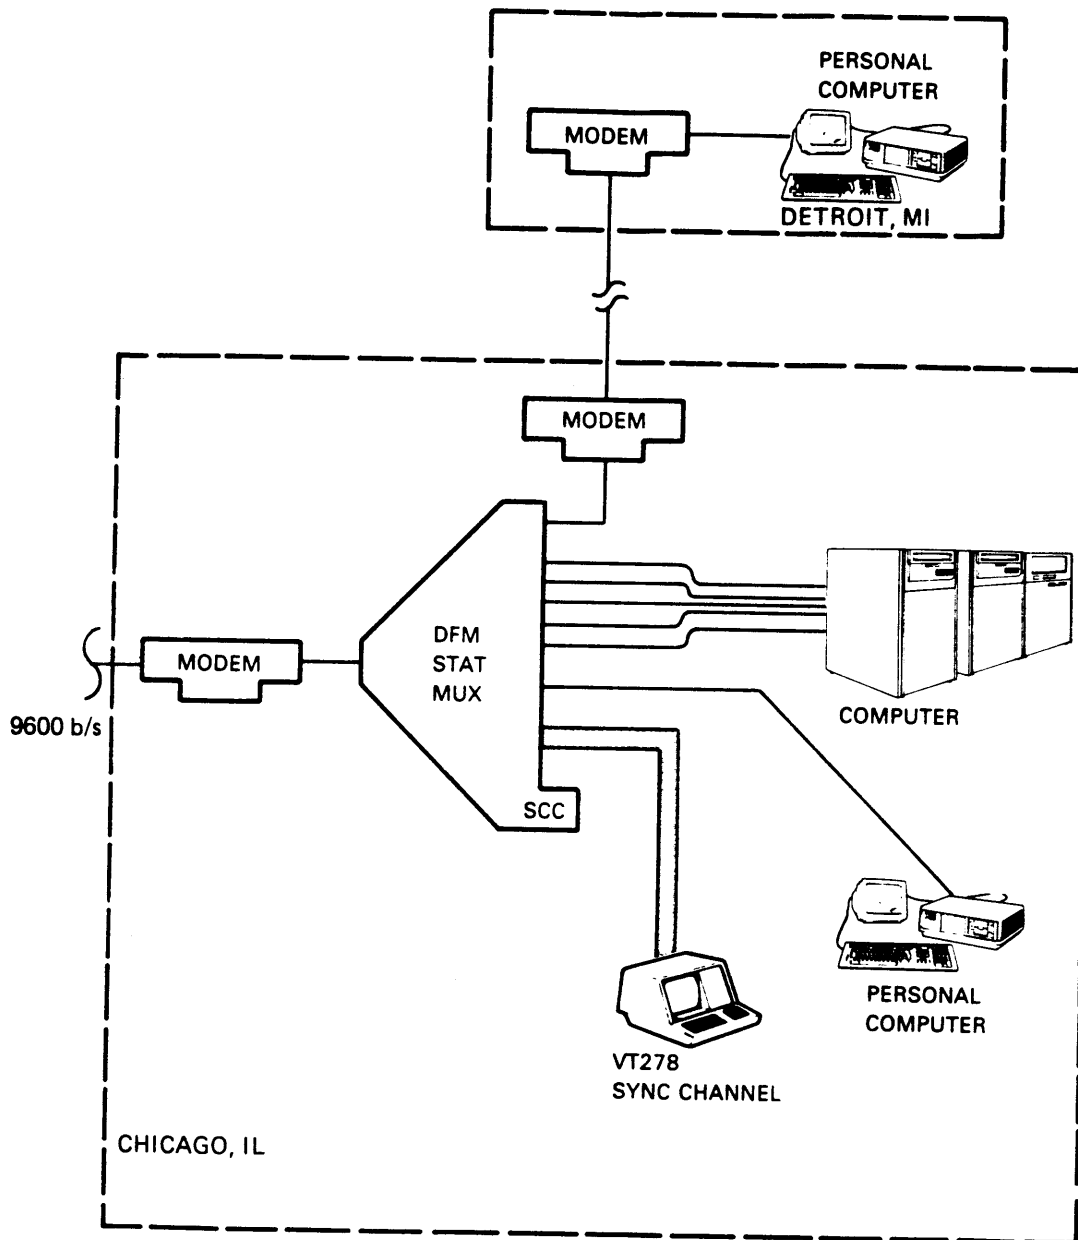 PERSONAL
COMPUTER
MODEM
DETROIT, MI
MODEM
DFM
STAT
MUX
MODEM
9600 b/s
COMPUTER
SCC
PERSONAL
COMPUTER
VT278
SYNC CHANNEL
CHICAGO, IL